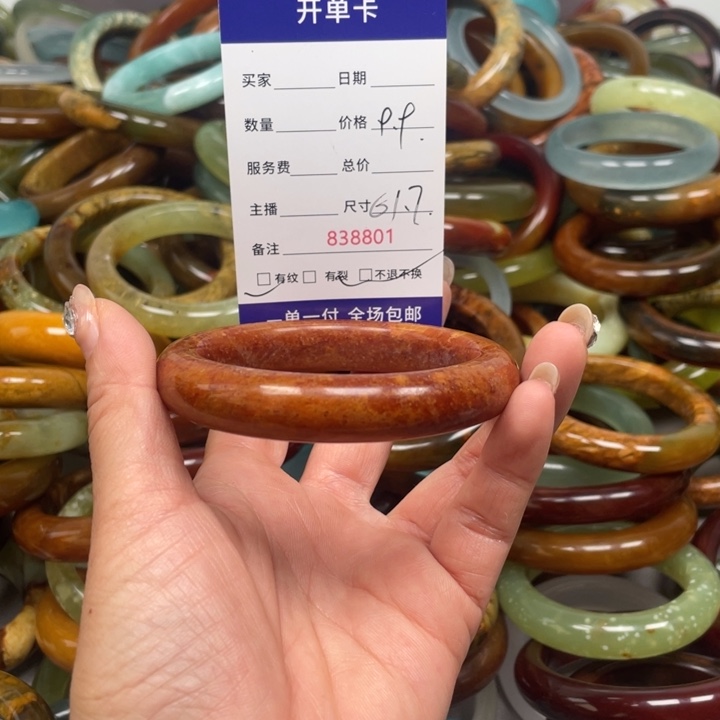 开单卡
买家 日期
数量 价格 9.9
服务费 总价
主播 尺寸 61.7.
备注 838801
□有纹 □有裂 □不退不换
一单一付 全场包邮